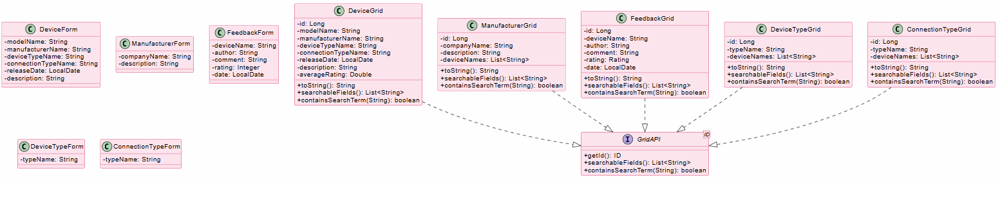 C DeviceForm
-modelName: String
-manufacturerName: String
-deviceTypeName: String
-connectionTypeName: String
-releaseDate: LocalDate
-description: String
C ManufacturerForm
-companyName: String
-description: String
C FeedbackForm
-deviceName: String
-author: String
-comment: String
-rating: Integer
-date: LocalDate
C DeviceGrid
-id: Long
-modelName: String
-manufacturerName: String
-deviceTypeName: String
-connectionTypeName: String
-releaseDate: LocalDate
-description: String
-averageRating: Double
+toString(): String
+searchableFields(): List<String>
+containsSearchTerm(String): boolean
C ManufacturerGrid
-id: Long
-companyName: String
-description: String
-deviceNames: List<String>
+toString(): String
+searchableFields(): List<String>
+containsSearchTerm(String): boolean
C FeedbackGrid
-id: Long
-deviceName: String
-author: String
-comment: String
-rating: Rating
-date: LocalDate
+toString(): String
+searchableFields(): List<String>
+containsSearchTerm(String): boolean
C DeviceTypeGrid
-id: Long
-typeName: String
-deviceNames: List<String>
+toString(): String
+searchableFields(): List<String>
+containsSearchTerm(String): boolean
C ConnectionTypeGrid
-id: Long
-typeName: String
-deviceNames: List<String>
+toString(): String
+searchableFields(): List<String>
+containsSearchTerm(String): boolean
C DeviceTypeForm
-typeName: String
C ConnectionTypeForm
-typeName: String
I GridAPI
ID
+getId(): ID
+searchableFields(): List<String>
+containsSearchTerm(String): boolean